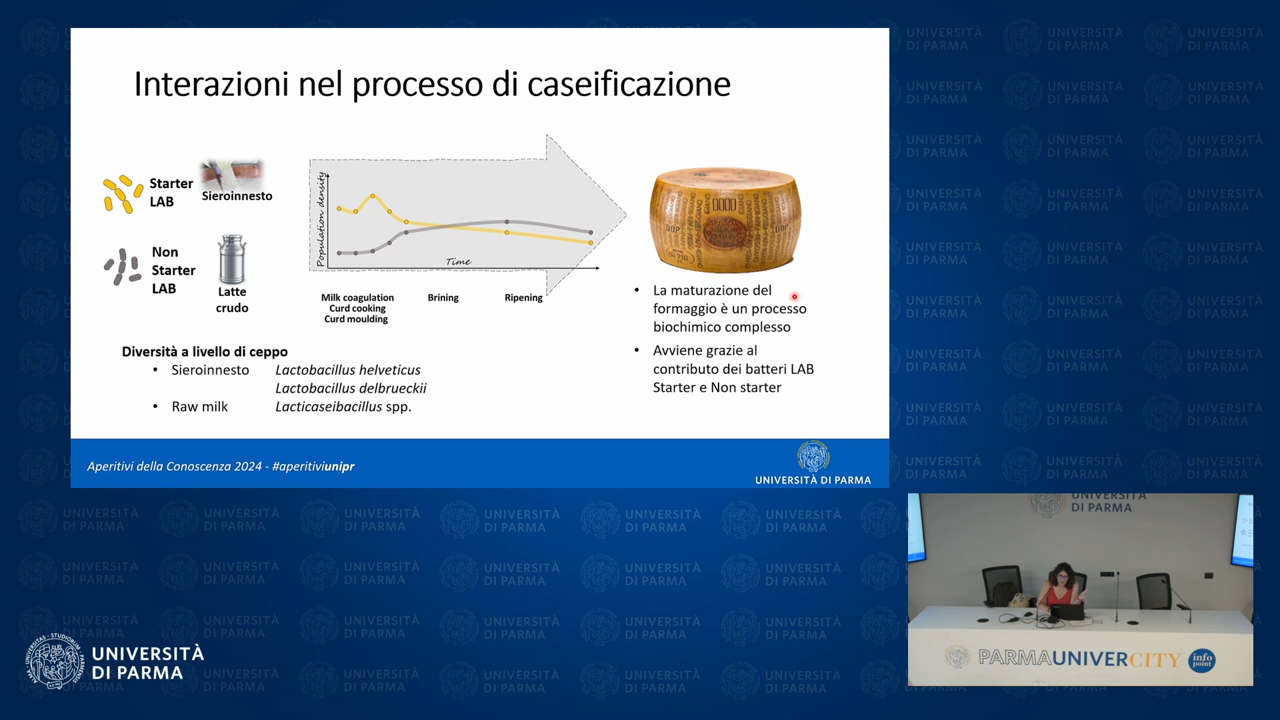 Interazioni nel processo di caseificazione
Starter
LAB
Sieroinnesto
Non
Starter
LAB
Latte
crudo
Population density
Time
Milk coagulation
Curd cooking
Curd moulding
Brining
Ripening
• La maturazione del
formaggio è un processo
biochimico complesso
• Avviene grazie al
contributo dei batteri LAB
Starter e Non starter
Diversità a livello di ceppo
• Sieroinnesto Lactobacillus helveticus
Lactobacillus delbrueckii
• Raw milk Lacticaseibacillus spp.
Aperitivi della Conoscenza 2024 - #aperitiviunipr
UNIVERSITÀ DI PARMA
UNIVERSITÀ
DI PARMA
UNIVERSITÀ
DI PARMA
PARMAUNIVERCITY
info
point